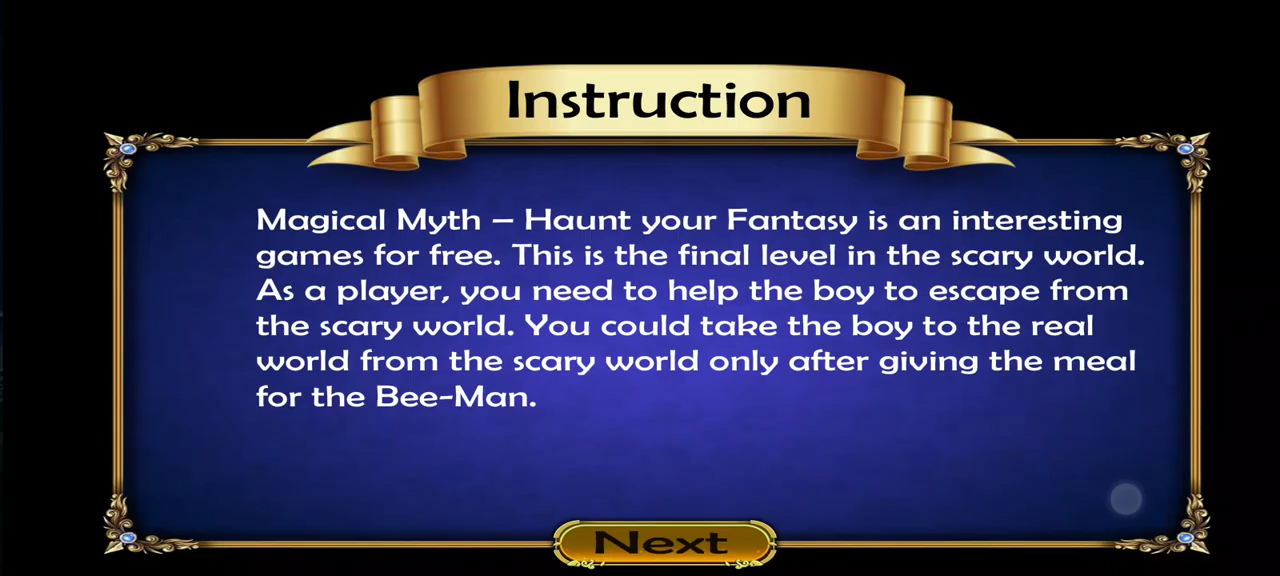 Instruction
Magical Myth – Haunt your Fantasy is an interesting
games for free. This is the final level in the scary world.
As a player, you need to help the boy to escape from
the scary world. You could take the boy to the real
world from the scary world only after giving the meal
for the Bee-Man.
Next